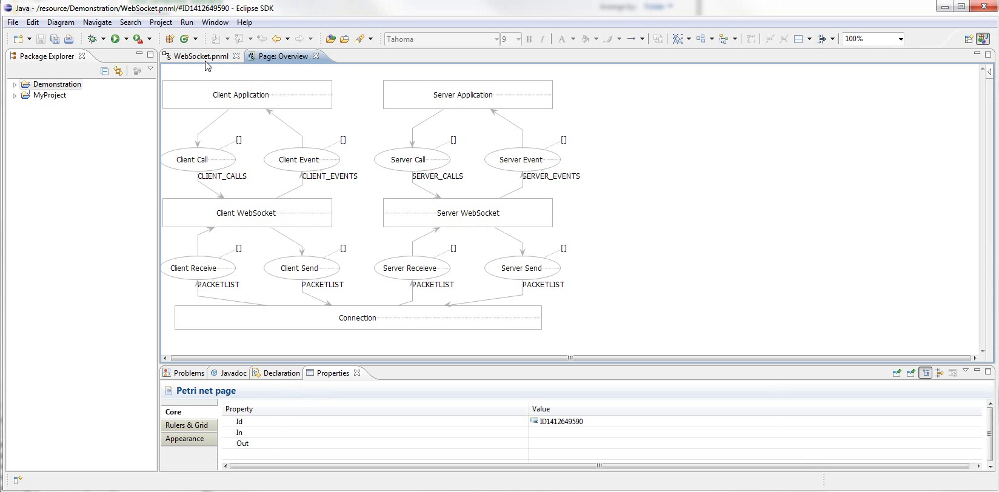 Java - /resource/Demonstration/WebSocket.pnml/#ID1412649590 - Eclipse SDK
File Edit Diagram Navigate Search Project Run Window Help
Tahoma 9 B I A 100%
Package Explorer
WebSocket.pnml Page: Overview
Demonstration
MyProject
Client Application Server Application
[] [] [] []
Client Call Client Event Server Call Server Event
CLIENT_CALLS CLIENT_EVENTS SERVER_CALLS SERVER_EVENTS
Client WebSocket Server WebSocket
[] [] [] []
Client Receive Client Send Server Receieve Server Send
PACKETLIST PACKETLIST PACKETLIST PACKETLIST
Connection
Problems @ Javadoc Declaration Properties
Petri net page
Core
Rulers & Grid
Appearance
Property Value
Id ID1412649590
In
Out